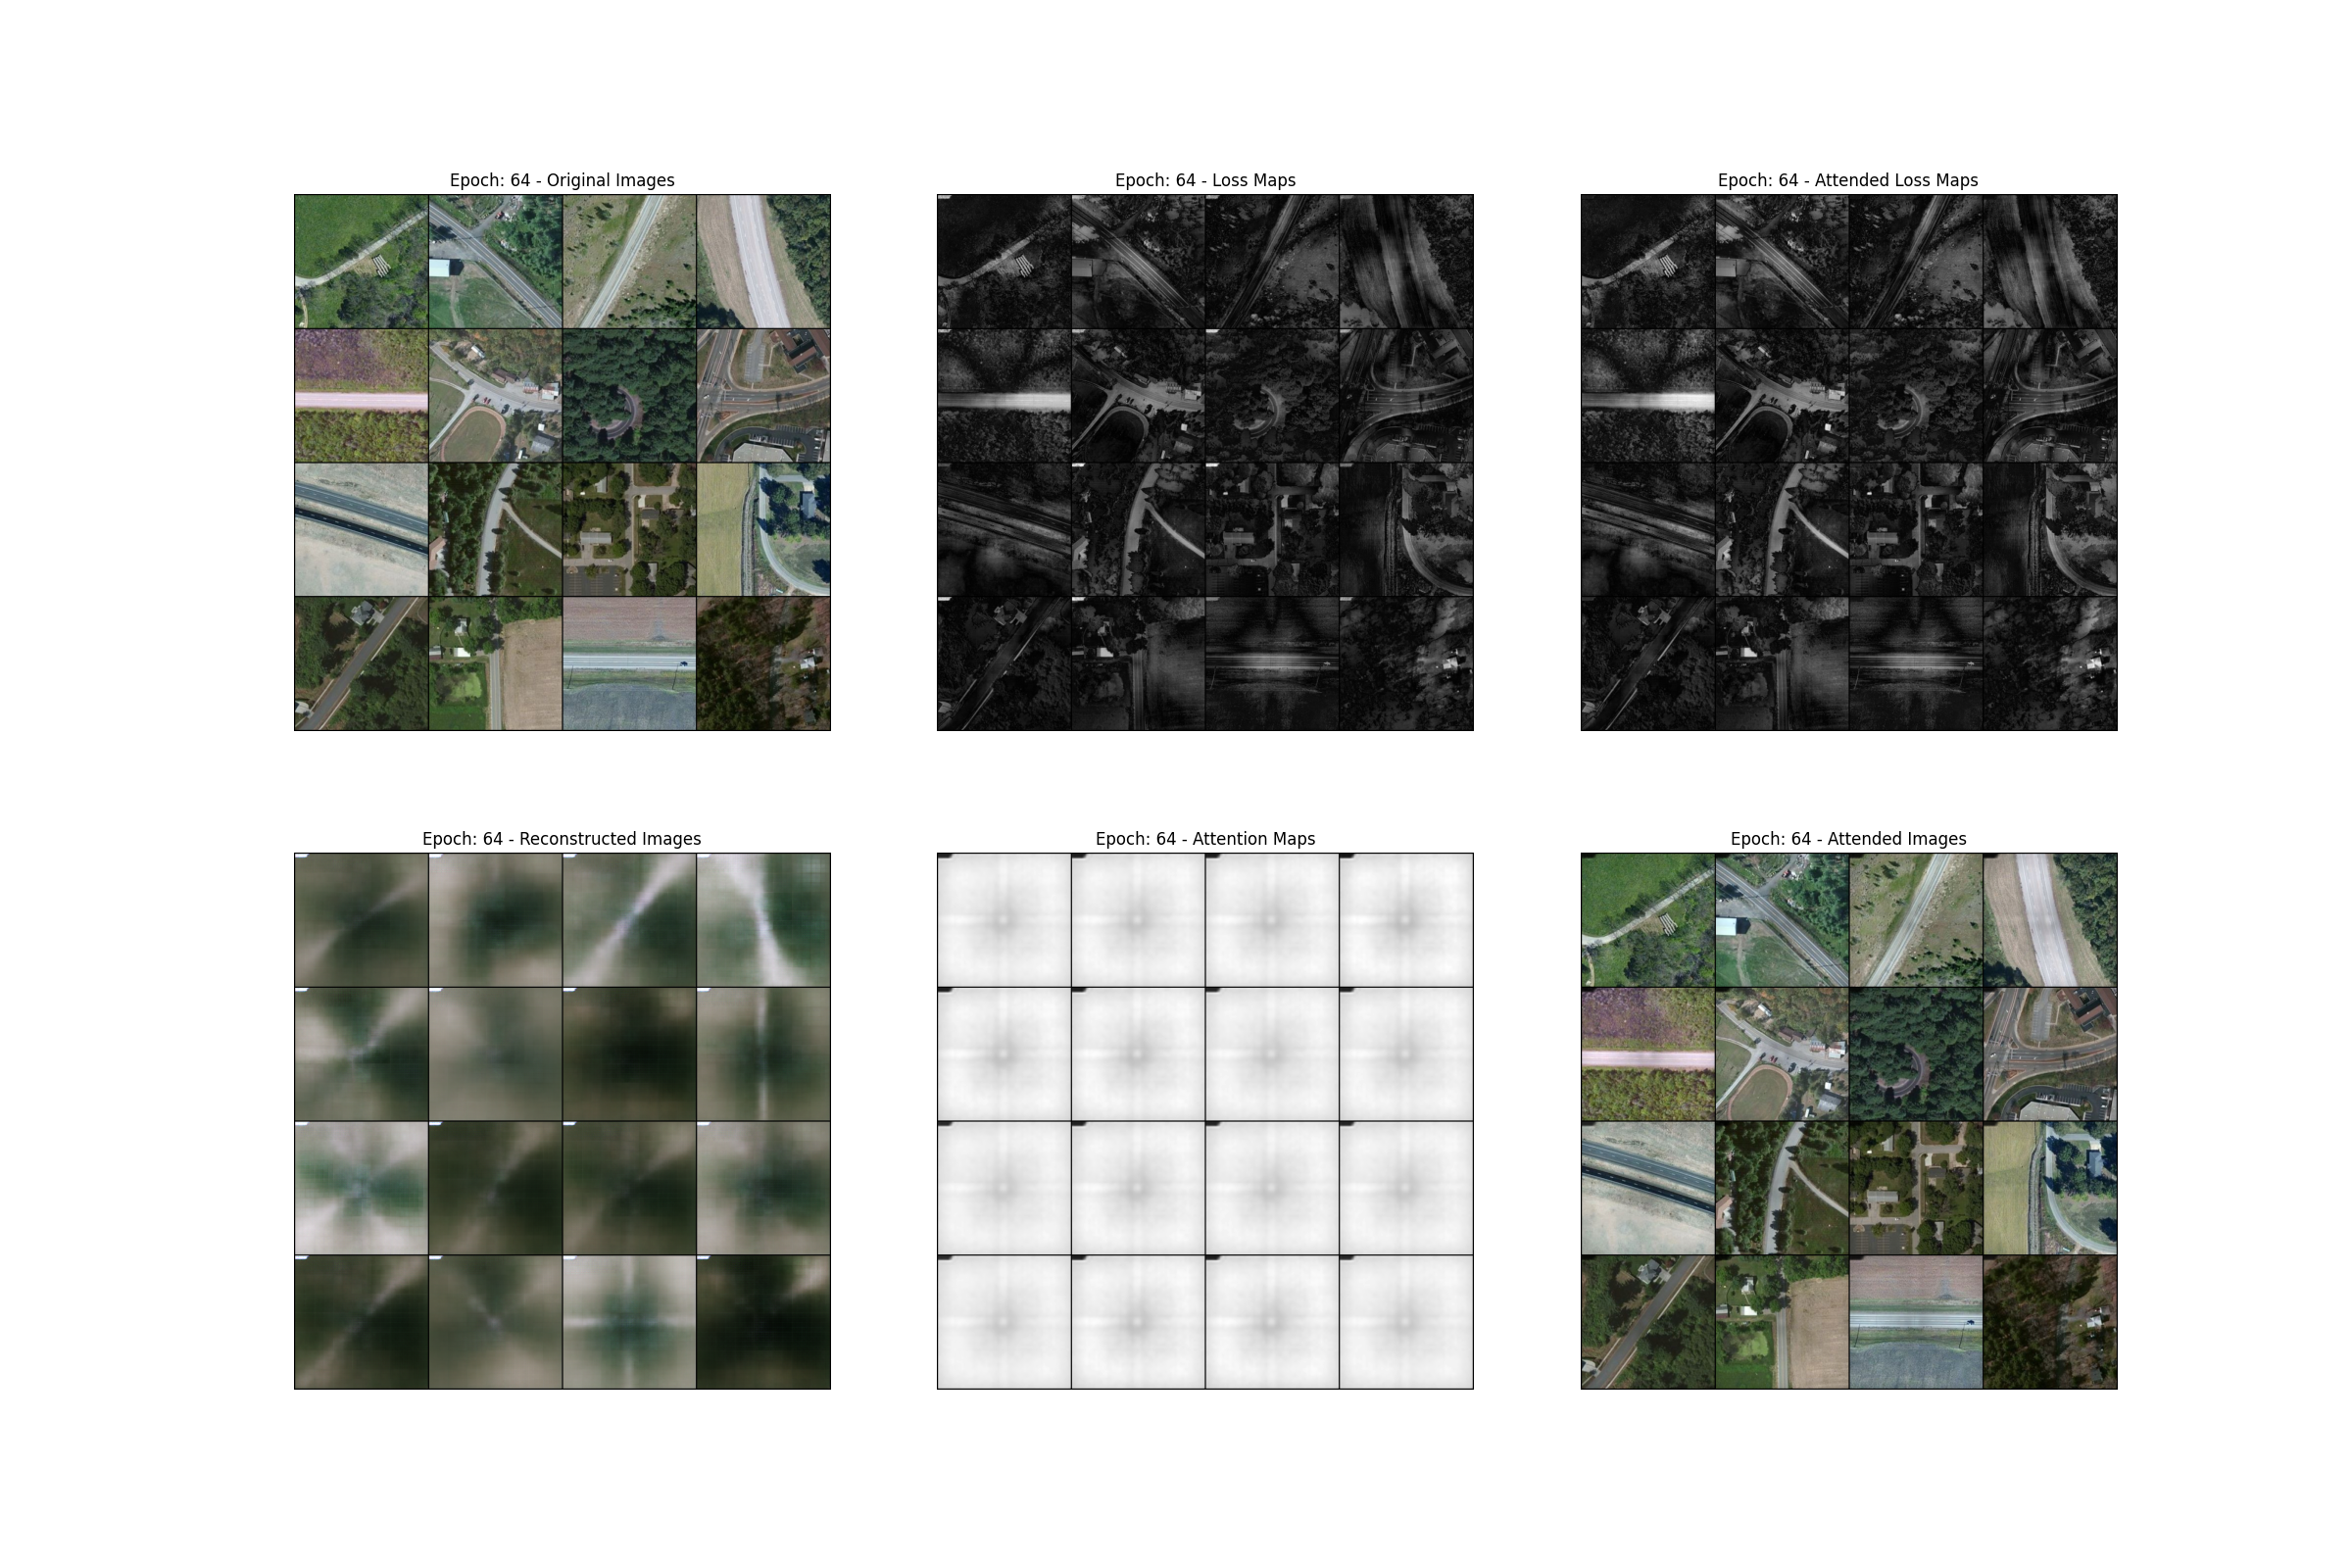 Epoch: 64 - Original Images
Epoch: 64 - Loss Maps
Epoch: 64 - Attended Loss Maps
Epoch: 64 - Reconstructed Images
Epoch: 64 - Attention Maps
Epoch: 64 - Attended Images